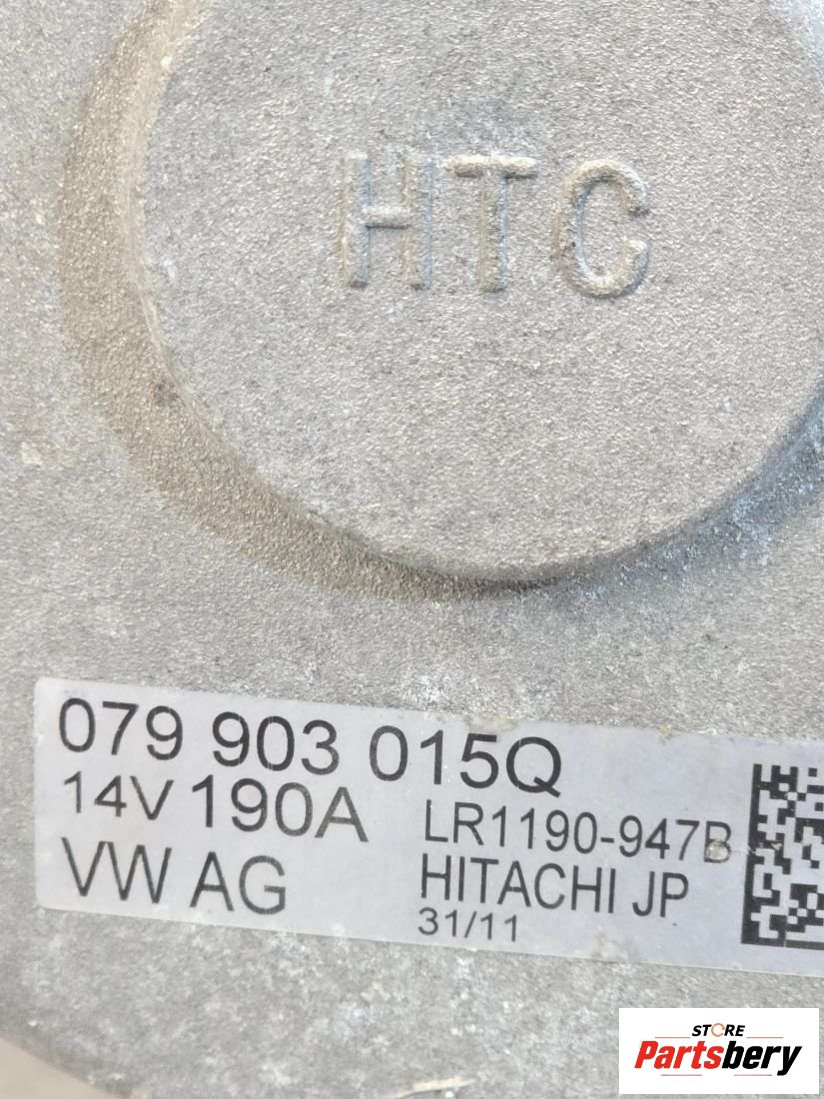 HTC
079 903 015Q
14V 190A
LR1190-947B
VW AG
HITACHI JP
31/11
STORE
Partsbery